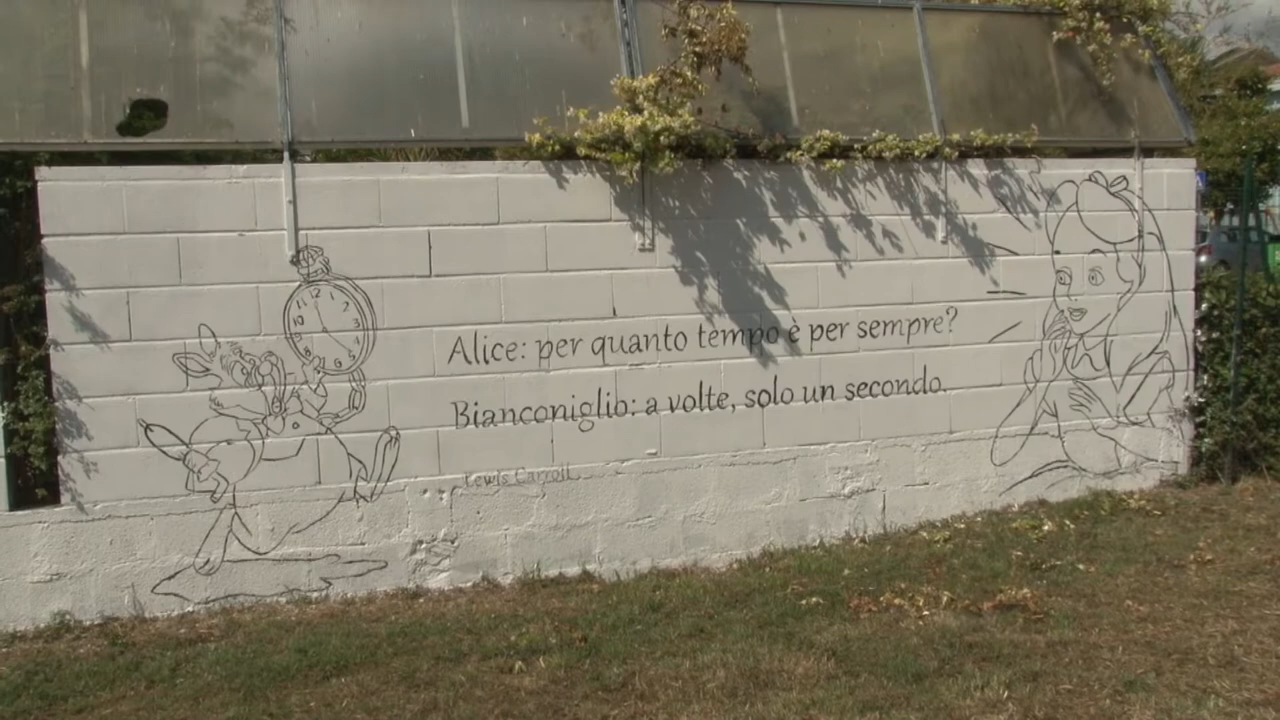 Alice: per quanto tempo è per sempre?
Bianconiglio: a volte, solo un secondo.
Lewis Carroll